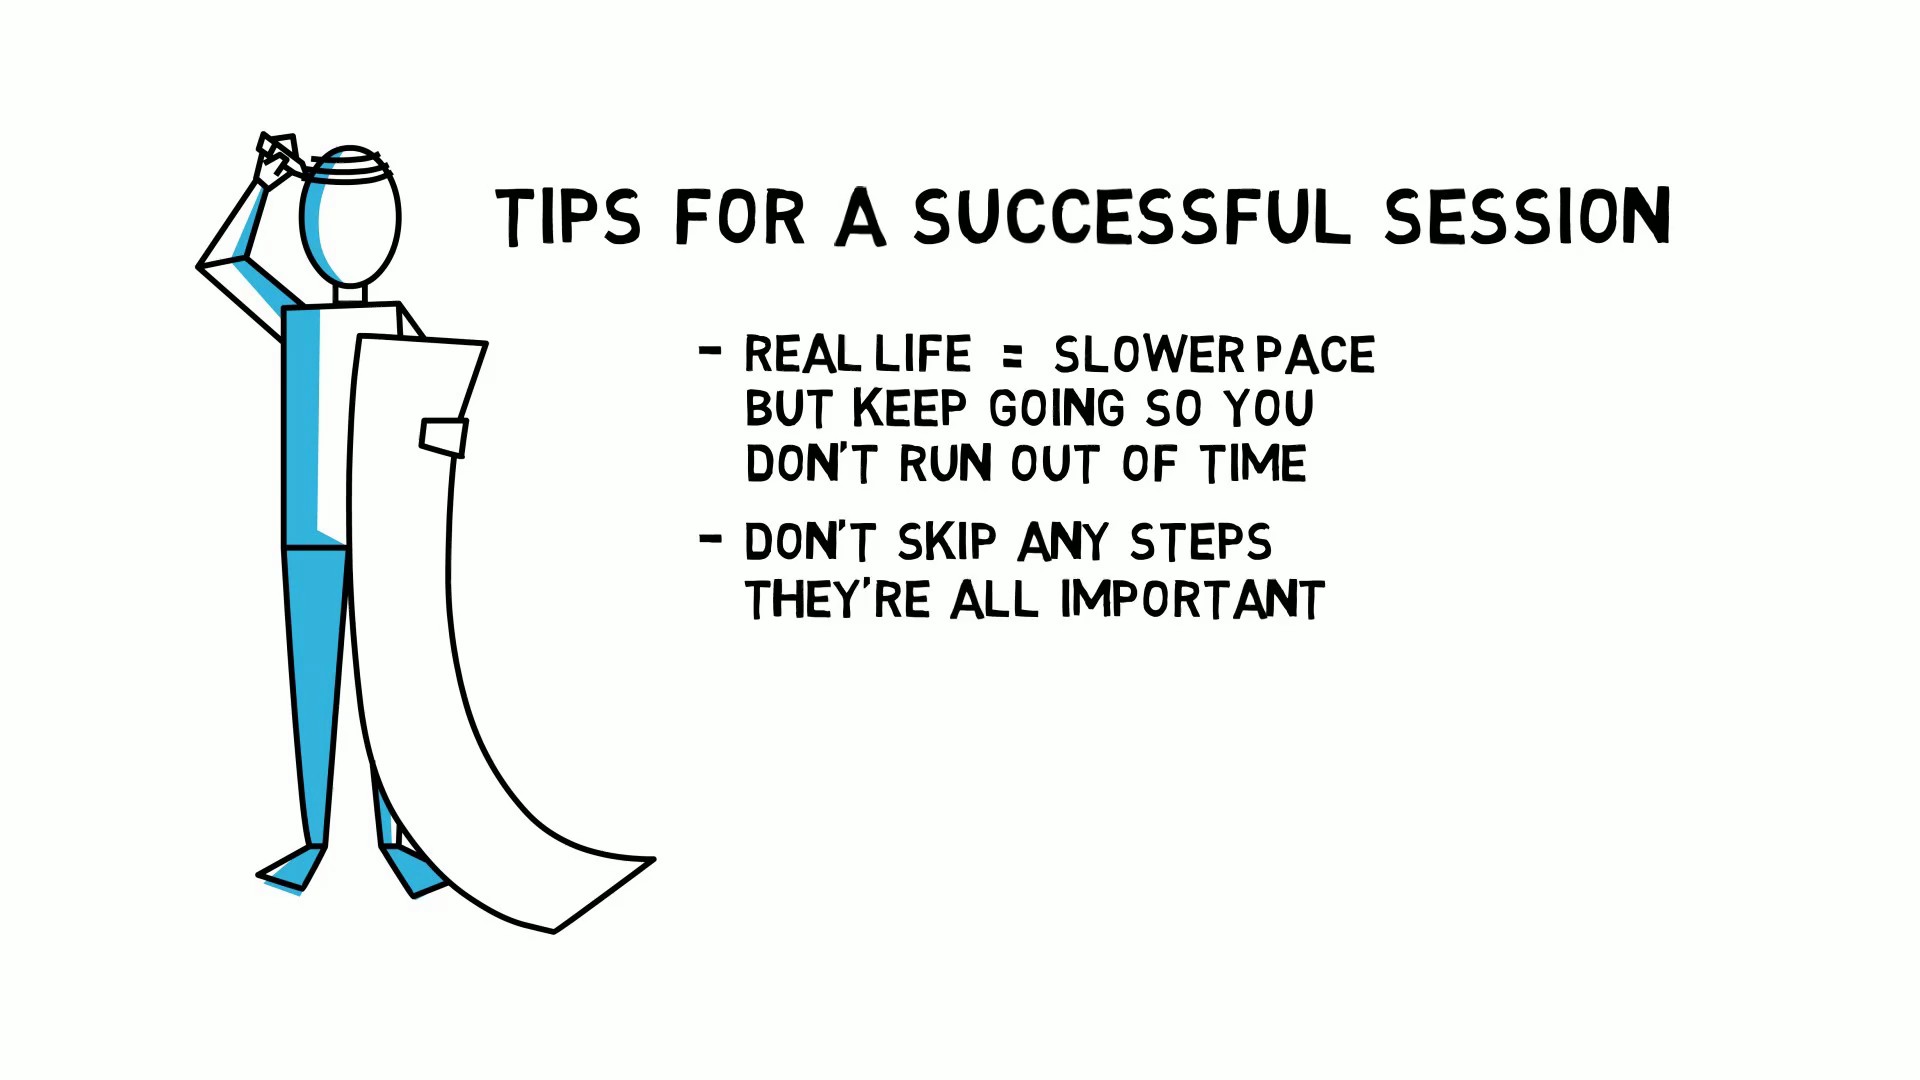 TIPS FOR A SUCCESSFUL SESSION
- REAL LIFE = SLOWER PACE
BUT KEEP GOING SO YOU
DON'T RUN OUT OF TIME
- DON'T SKIP ANY STEPS
THEY'RE ALL IMPORTANT